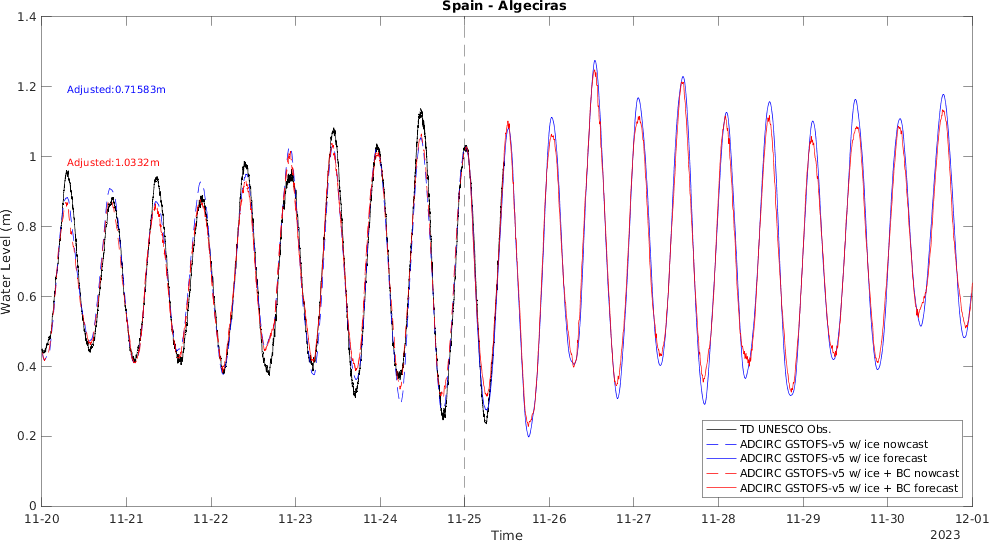 Spain - Algeciras
1.4
1.2
1
0.8
0.6
0.4
0.2
0
Water Level (m)
Adjusted:0.71583m
Adjusted:1.0332m
TD UNESCO Obs.
ADCIRC GSTOFS-v5 w/ ice nowcast
ADCIRC GSTOFS-v5 w/ ice forecast
ADCIRC GSTOFS-v5 w/ ice + BC nowcast
ADCIRC GSTOFS-v5 w/ ice + BC forecast
11-20 11-21 11-22 11-23 11-24 11-25 11-26 11-27 11-28 11-29 11-30 12-01
Time
2023